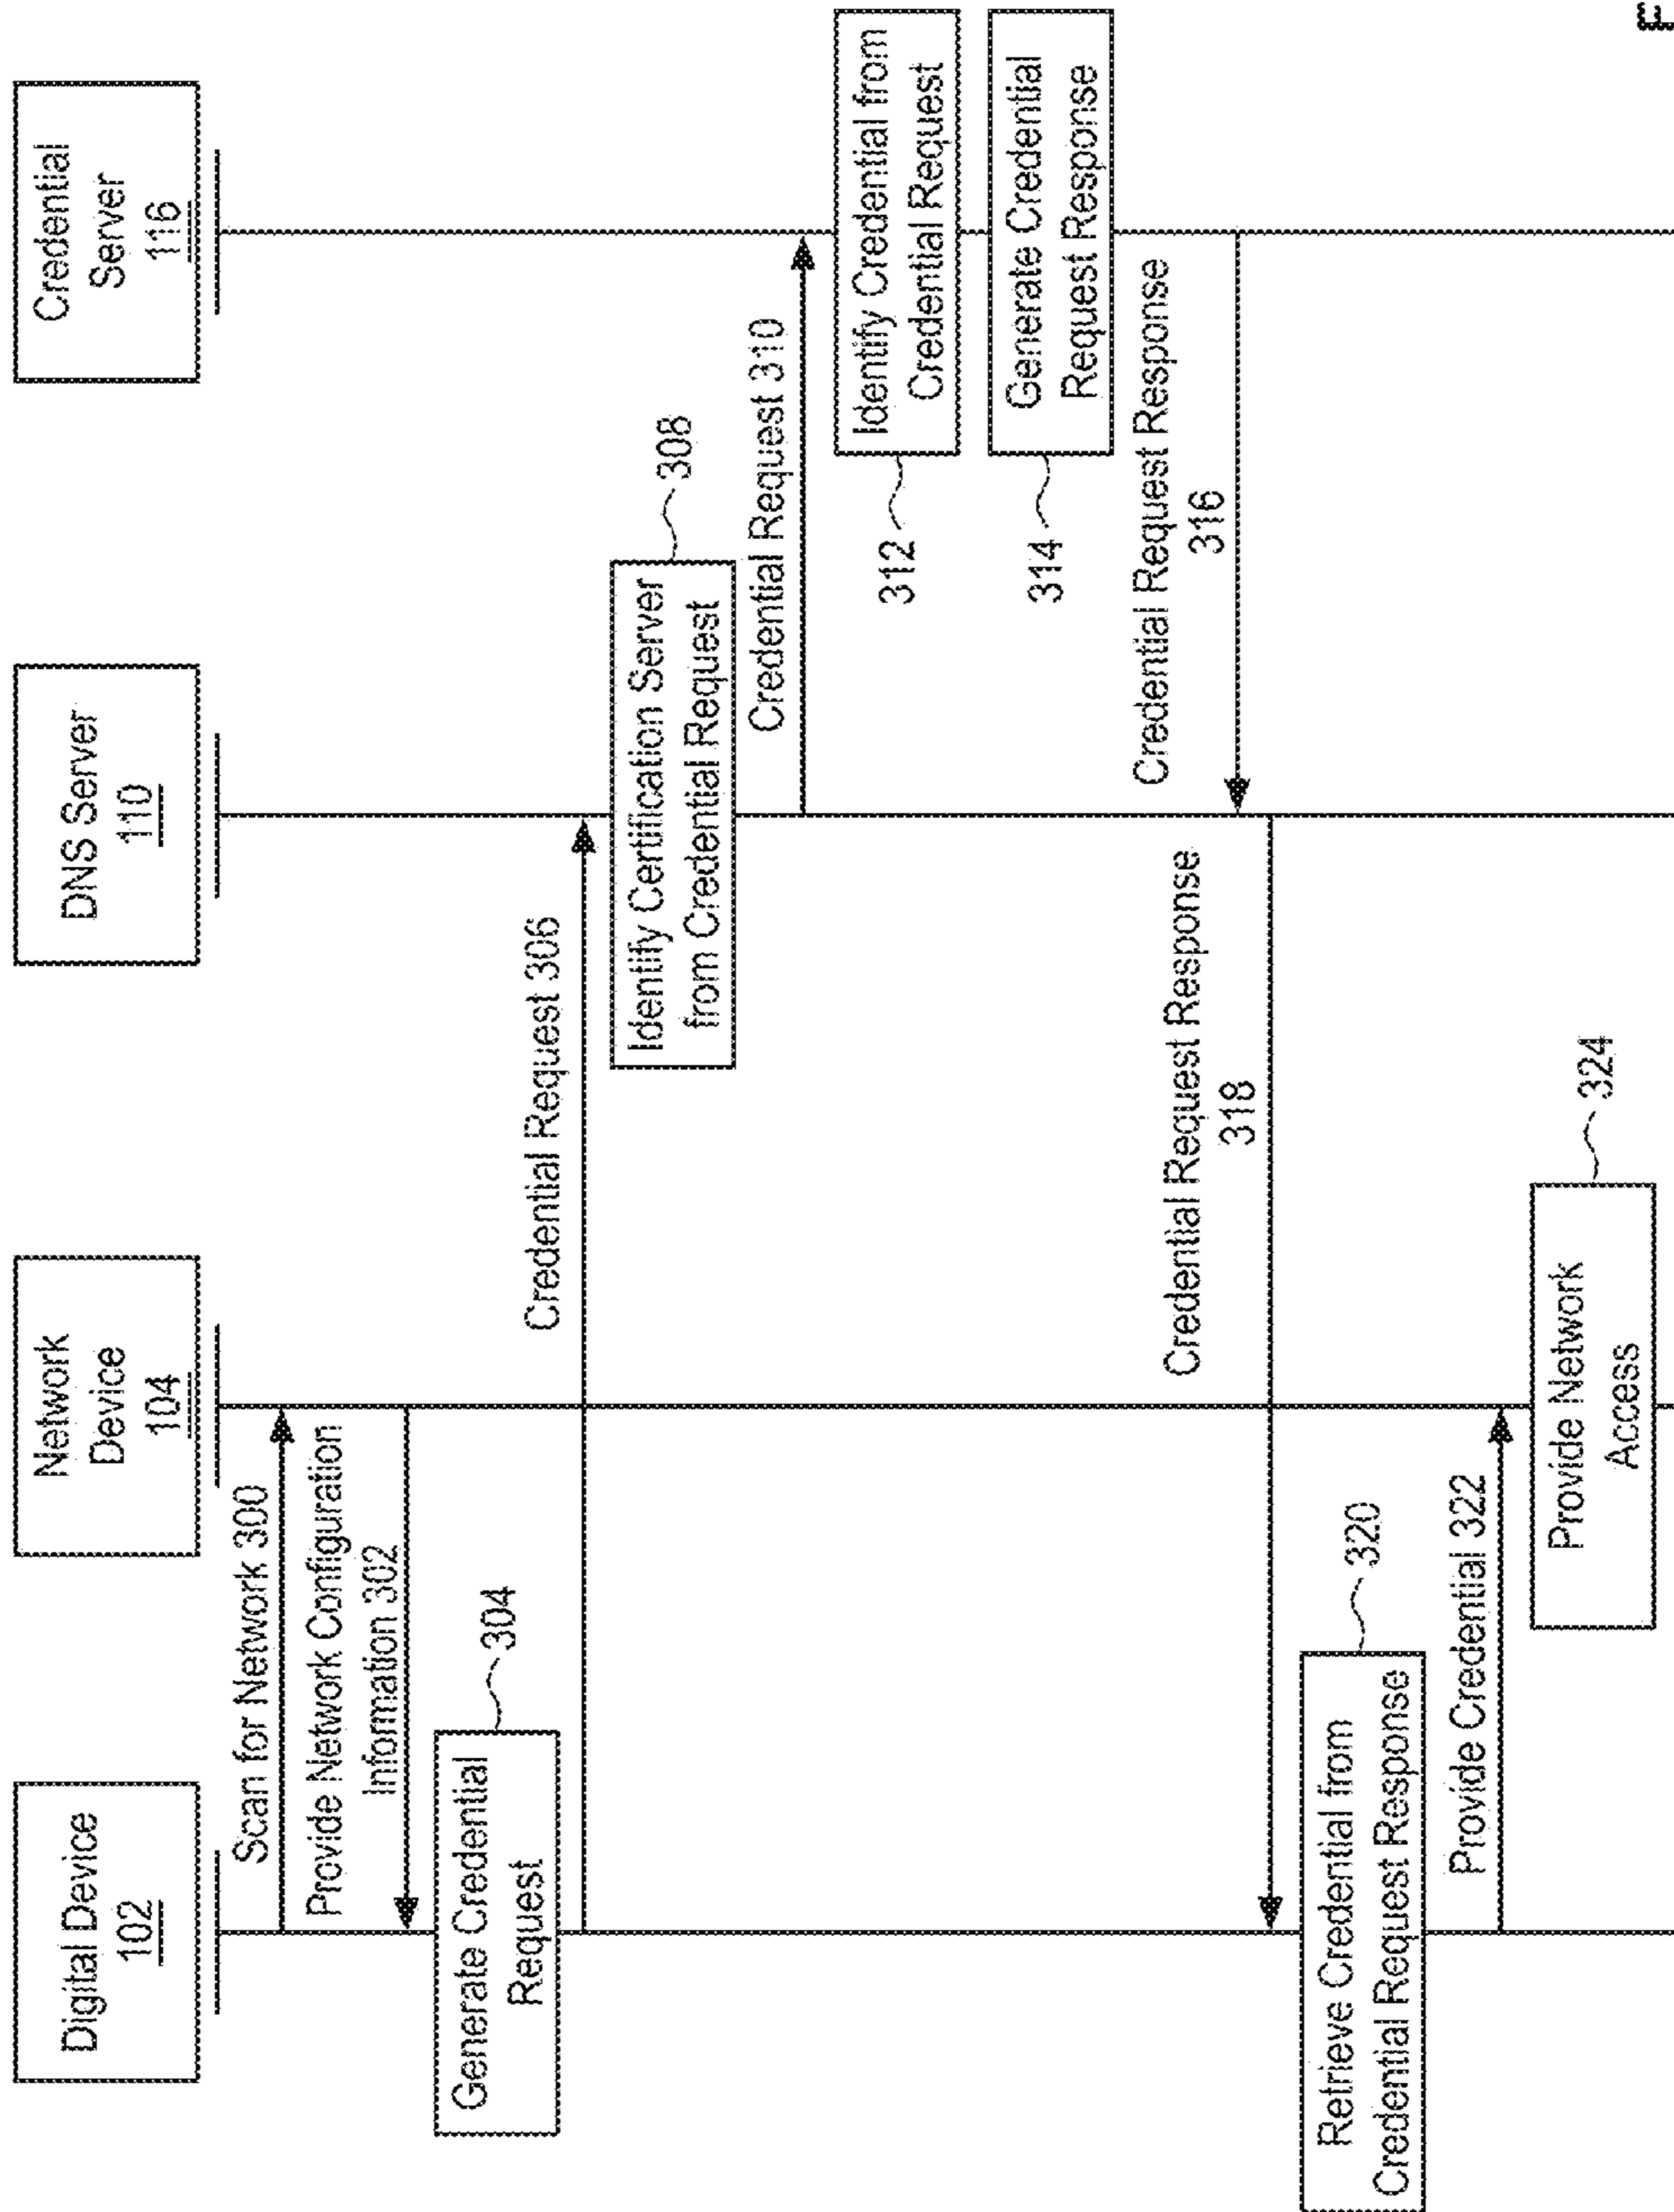 Digital Device
102
Network
Device
104
DNS Server
110
Credential
Server
116
Scan for Network 300
Provide Network Configuration
Information 302
Generate Credential
Request
304
Credential Request 306
Identify Certification Server
from Credential Request
308
Credential Request 310
Identify Credential from
Credential Request
312
Generate Credential
Request Response
314
Credential Request Response
316
Credential Request Response
318
Retrieve Credential from
Credential Request Response
320
Provide Credential 322
Provide Network
Access
324